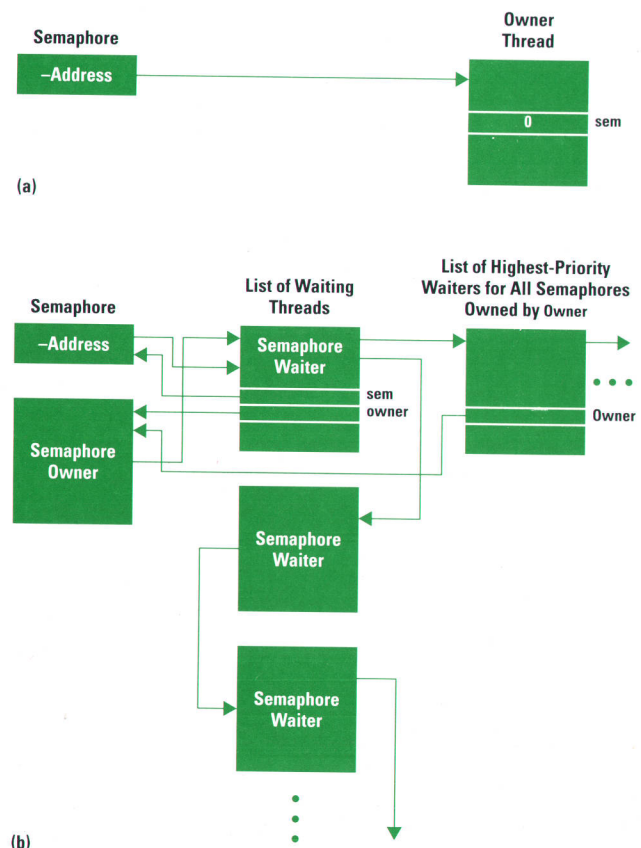 Semaphore
–Address
Owner
Thread
0
sem
(a)
Semaphore
–Address
Semaphore
Owner
List of Waiting
Threads
Semaphore
Waiter
sem
owner
List of Highest-Priority
Waiters for All Semaphores
Owned by Owner
Owner
Semaphore
Waiter
Semaphore
Waiter
(b)